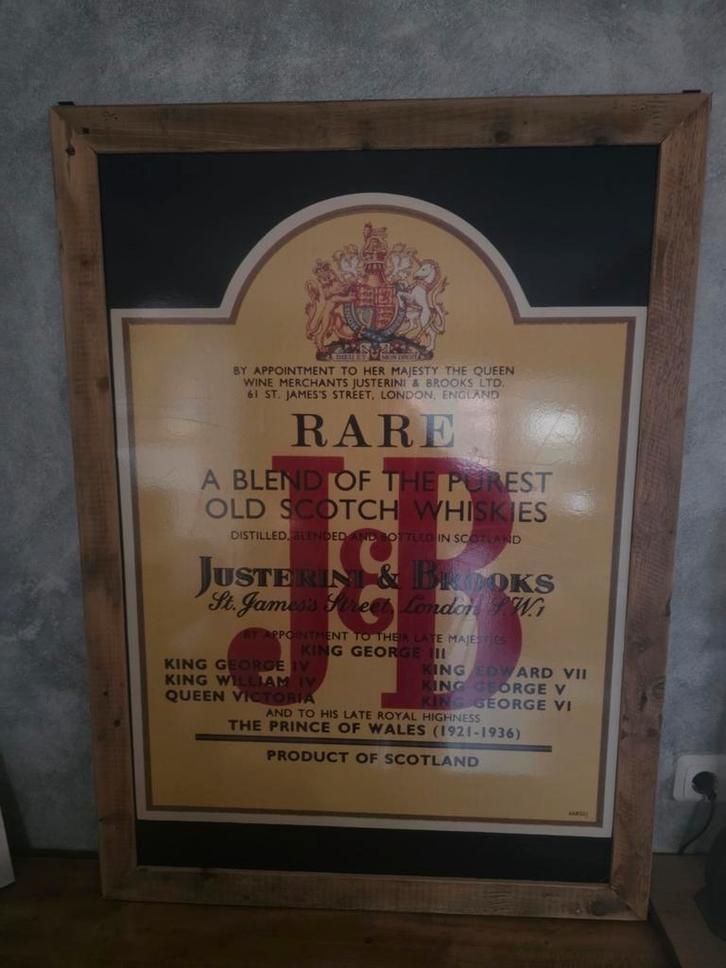 DIEU ET MON DROIT
BY APPOINTMENT TO HER MAJESTY THE QUEEN
WINE MERCHANTS JUSTERINI & BROOKS LTD.
61 ST. JAMES'S STREET, LONDON, ENGLAND
RARE
A BLEND OF THE PUREST
OLD SCOTCH WHISKIES
DISTILLED, BLENDED AND BOTTLED IN SCOTLAND
J&B
JUSTERINI & BROOKS
St. James's Street, London S.W.1
BY APPOINTMENT TO THEIR LATE MAJESTIES
KING GEORGE III
KING GEORGE IV KING EDWARD VII
KING WILLIAM IV KING GEORGE V
QUEEN VICTORIA KING GEORGE VI
AND TO HIS LATE ROYAL HIGHNESS
THE PRINCE OF WALES (1921-1936)
PRODUCT OF SCOTLAND